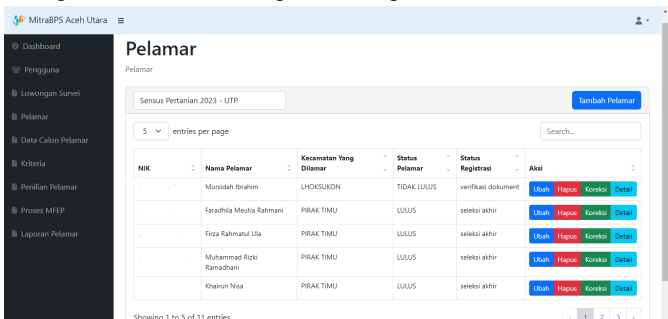 MitraBPS Aceh Utara
Dashboard
Pengguna
Lowongan Survei
Pelamar
Data Calon Pelamar
Kriteria
Penilian Pelamar
Proses MFEP
Laporan Pelamar
Pelamar
Pelamar
Sensus Pertanian 2023 - UTP
Tambah Pelamar
5 entries per page
Search...
NIK Nama Pelamar Kecamatan Yang Dilamar Status Pelamar Status Registrasi Aksi
Mursidah Ibrahim LHOKSUKON TIDAK LULUS verifikasi dokument Ubah Hapus Koreksi Detail
Faradhila Meutia Rahmani PIRAK TIMU LULUS seleksi akhir Ubah Hapus Koreksi Detail
Firza Rahmatul Ula PIRAK TIMU LULUS seleksi akhir Ubah Hapus Koreksi Detail
Muhammad Rizki Ramadhani PIRAK TIMU LULUS seleksi akhir Ubah Hapus Koreksi Detail
Khairun Nisa PIRAK TIMU LULUS seleksi akhir Ubah Hapus Koreksi Detail
Showing 1 to 5 of 11 entries
‹ 1 2 3 ›